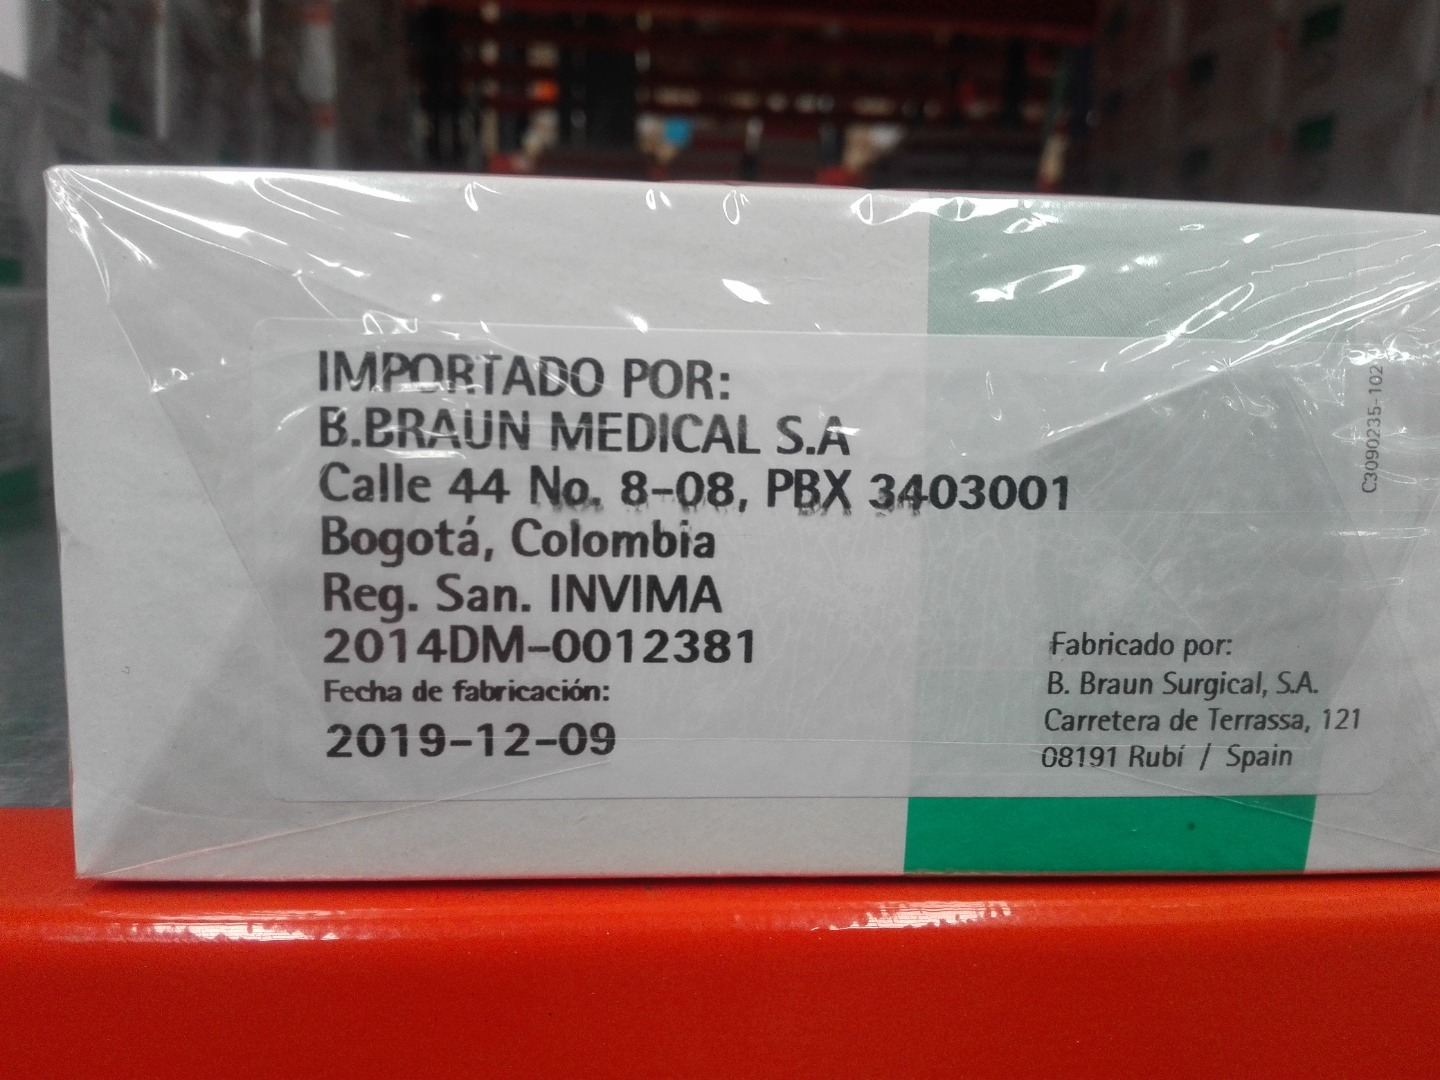 IMPORTADO POR:
B.BRAUN MEDICAL S.A
Calle 44 No. 8-08, PBX 3403001
Bogotá, Colombia
Reg. San. INVIMA
2014DM-0012381
Fecha de fabricación:
2019-12-09
Fabricado por:
B. Braun Surgical, S.A.
Carretera de Terrassa, 121
08191 Rubí / Spain
C3090235-102